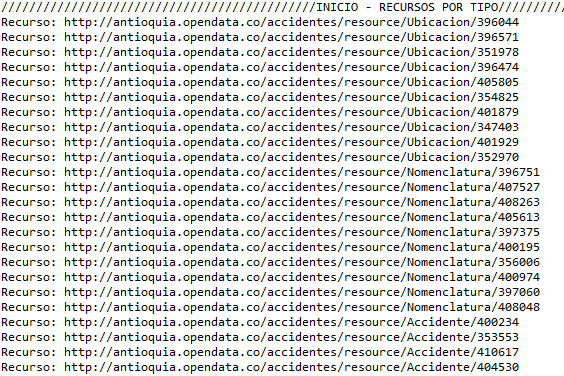 /////////////////////////////////////////////INICIO - RECURSOS POR TIPO//////////
Recurso: http://antioquia.opendata.co/accidentes/resource/Ubicacion/396044
Recurso: http://antioquia.opendata.co/accidentes/resource/Ubicacion/396571
Recurso: http://antioquia.opendata.co/accidentes/resource/Ubicacion/351978
Recurso: http://antioquia.opendata.co/accidentes/resource/Ubicacion/396474
Recurso: http://antioquia.opendata.co/accidentes/resource/Ubicacion/405805
Recurso: http://antioquia.opendata.co/accidentes/resource/Ubicacion/354825
Recurso: http://antioquia.opendata.co/accidentes/resource/Ubicacion/401879
Recurso: http://antioquia.opendata.co/accidentes/resource/Ubicacion/347403
Recurso: http://antioquia.opendata.co/accidentes/resource/Ubicacion/401929
Recurso: http://antioquia.opendata.co/accidentes/resource/Ubicacion/352970
Recurso: http://antioquia.opendata.co/accidentes/resource/Nomenclatura/396751
Recurso: http://antioquia.opendata.co/accidentes/resource/Nomenclatura/407527
Recurso: http://antioquia.opendata.co/accidentes/resource/Nomenclatura/408263
Recurso: http://antioquia.opendata.co/accidentes/resource/Nomenclatura/405613
Recurso: http://antioquia.opendata.co/accidentes/resource/Nomenclatura/397375
Recurso: http://antioquia.opendata.co/accidentes/resource/Nomenclatura/400195
Recurso: http://antioquia.opendata.co/accidentes/resource/Nomenclatura/356006
Recurso: http://antioquia.opendata.co/accidentes/resource/Nomenclatura/400974
Recurso: http://antioquia.opendata.co/accidentes/resource/Nomenclatura/397060
Recurso: http://antioquia.opendata.co/accidentes/resource/Nomenclatura/408048
Recurso: http://antioquia.opendata.co/accidentes/resource/Accidente/400234
Recurso: http://antioquia.opendata.co/accidentes/resource/Accidente/353553
Recurso: http://antioquia.opendata.co/accidentes/resource/Accidente/410617
Recurso: http://antioquia.opendata.co/accidentes/resource/Accidente/404530